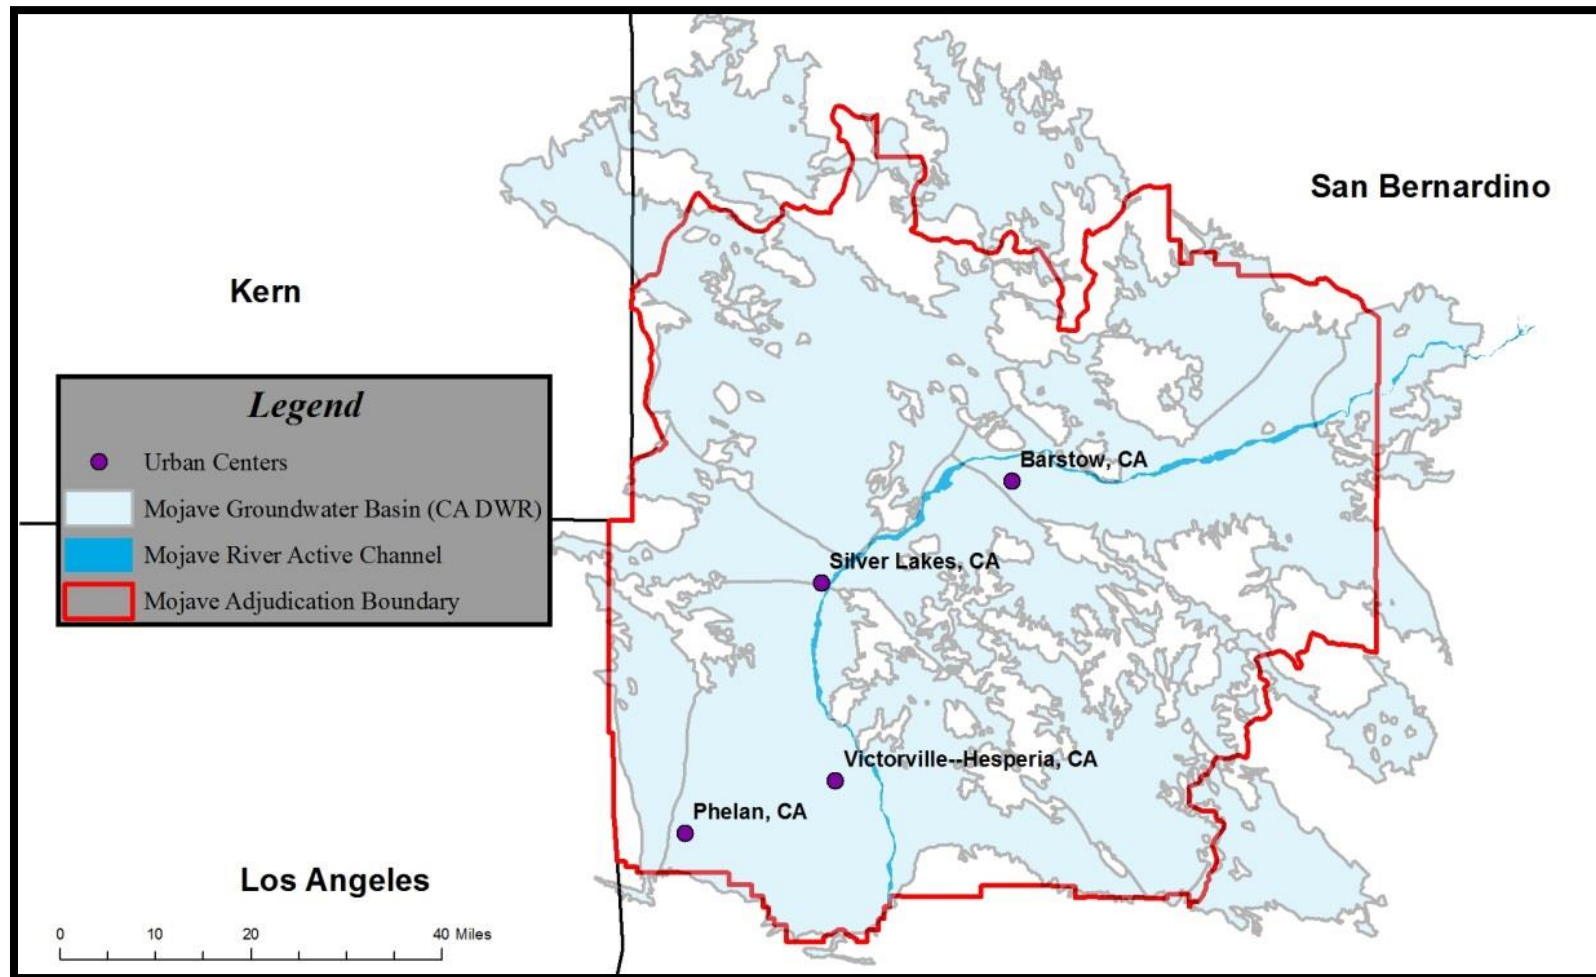 San Bernardino
Kern
Legend
Urban Centers
Mojave Groundwater Basin (CA DWR)
Mojave River Active Channel
Mojave Adjudication Boundary
Barstow, CA
Silver Lakes, CA
Victorville--Hesperia, CA
Phelan, CA
Los Angeles
0 10 20 40 Miles